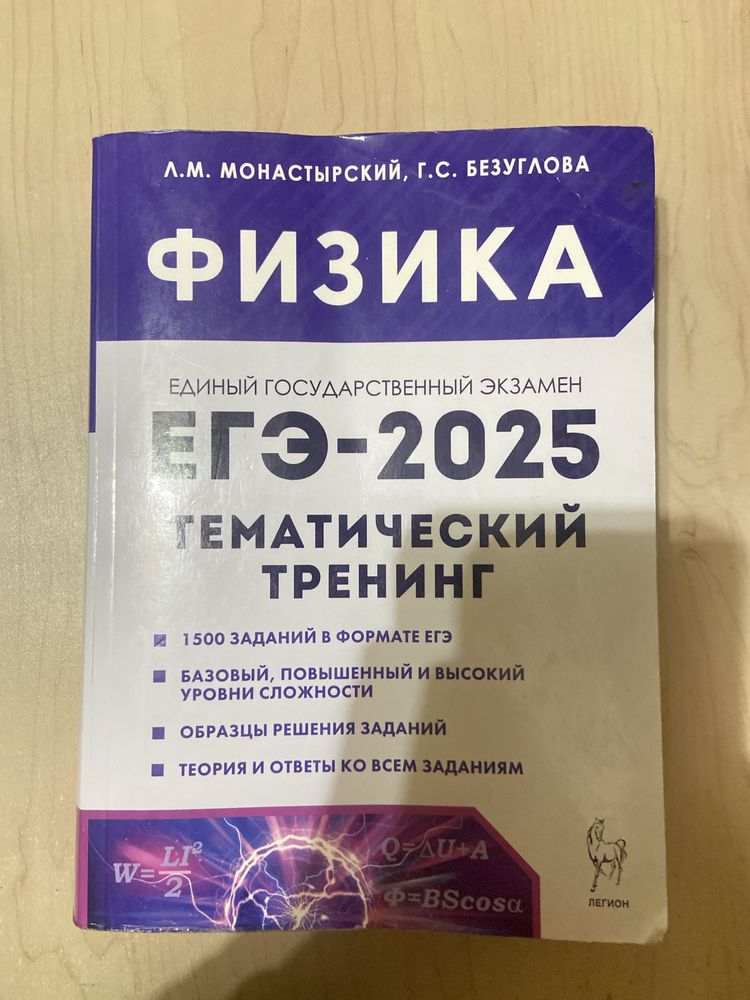 Л.М. МОНАСТЫРСКИЙ, Г.С. БЕЗУГЛОВА
ФИЗИКА
ЕДИНЫЙ ГОСУДАРСТВЕННЫЙ ЭКЗАМЕН
ЕГЭ-2025
ТЕМАТИЧЕСКИЙ
ТРЕНИНГ
1500 ЗАДАНИЙ В ФОРМАТЕ ЕГЭ
БАЗОВЫЙ, ПОВЫШЕННЫЙ И ВЫСОКИЙ
УРОВНИ СЛОЖНОСТИ
ОБРАЗЦЫ РЕШЕНИЯ ЗАДАНИЙ
ТЕОРИЯ И ОТВЕТЫ КО ВСЕМ ЗАДАНИЯМ
W=LI²/2
Q=ΔU+A
Ф=BScosα
ЛЕГИОН